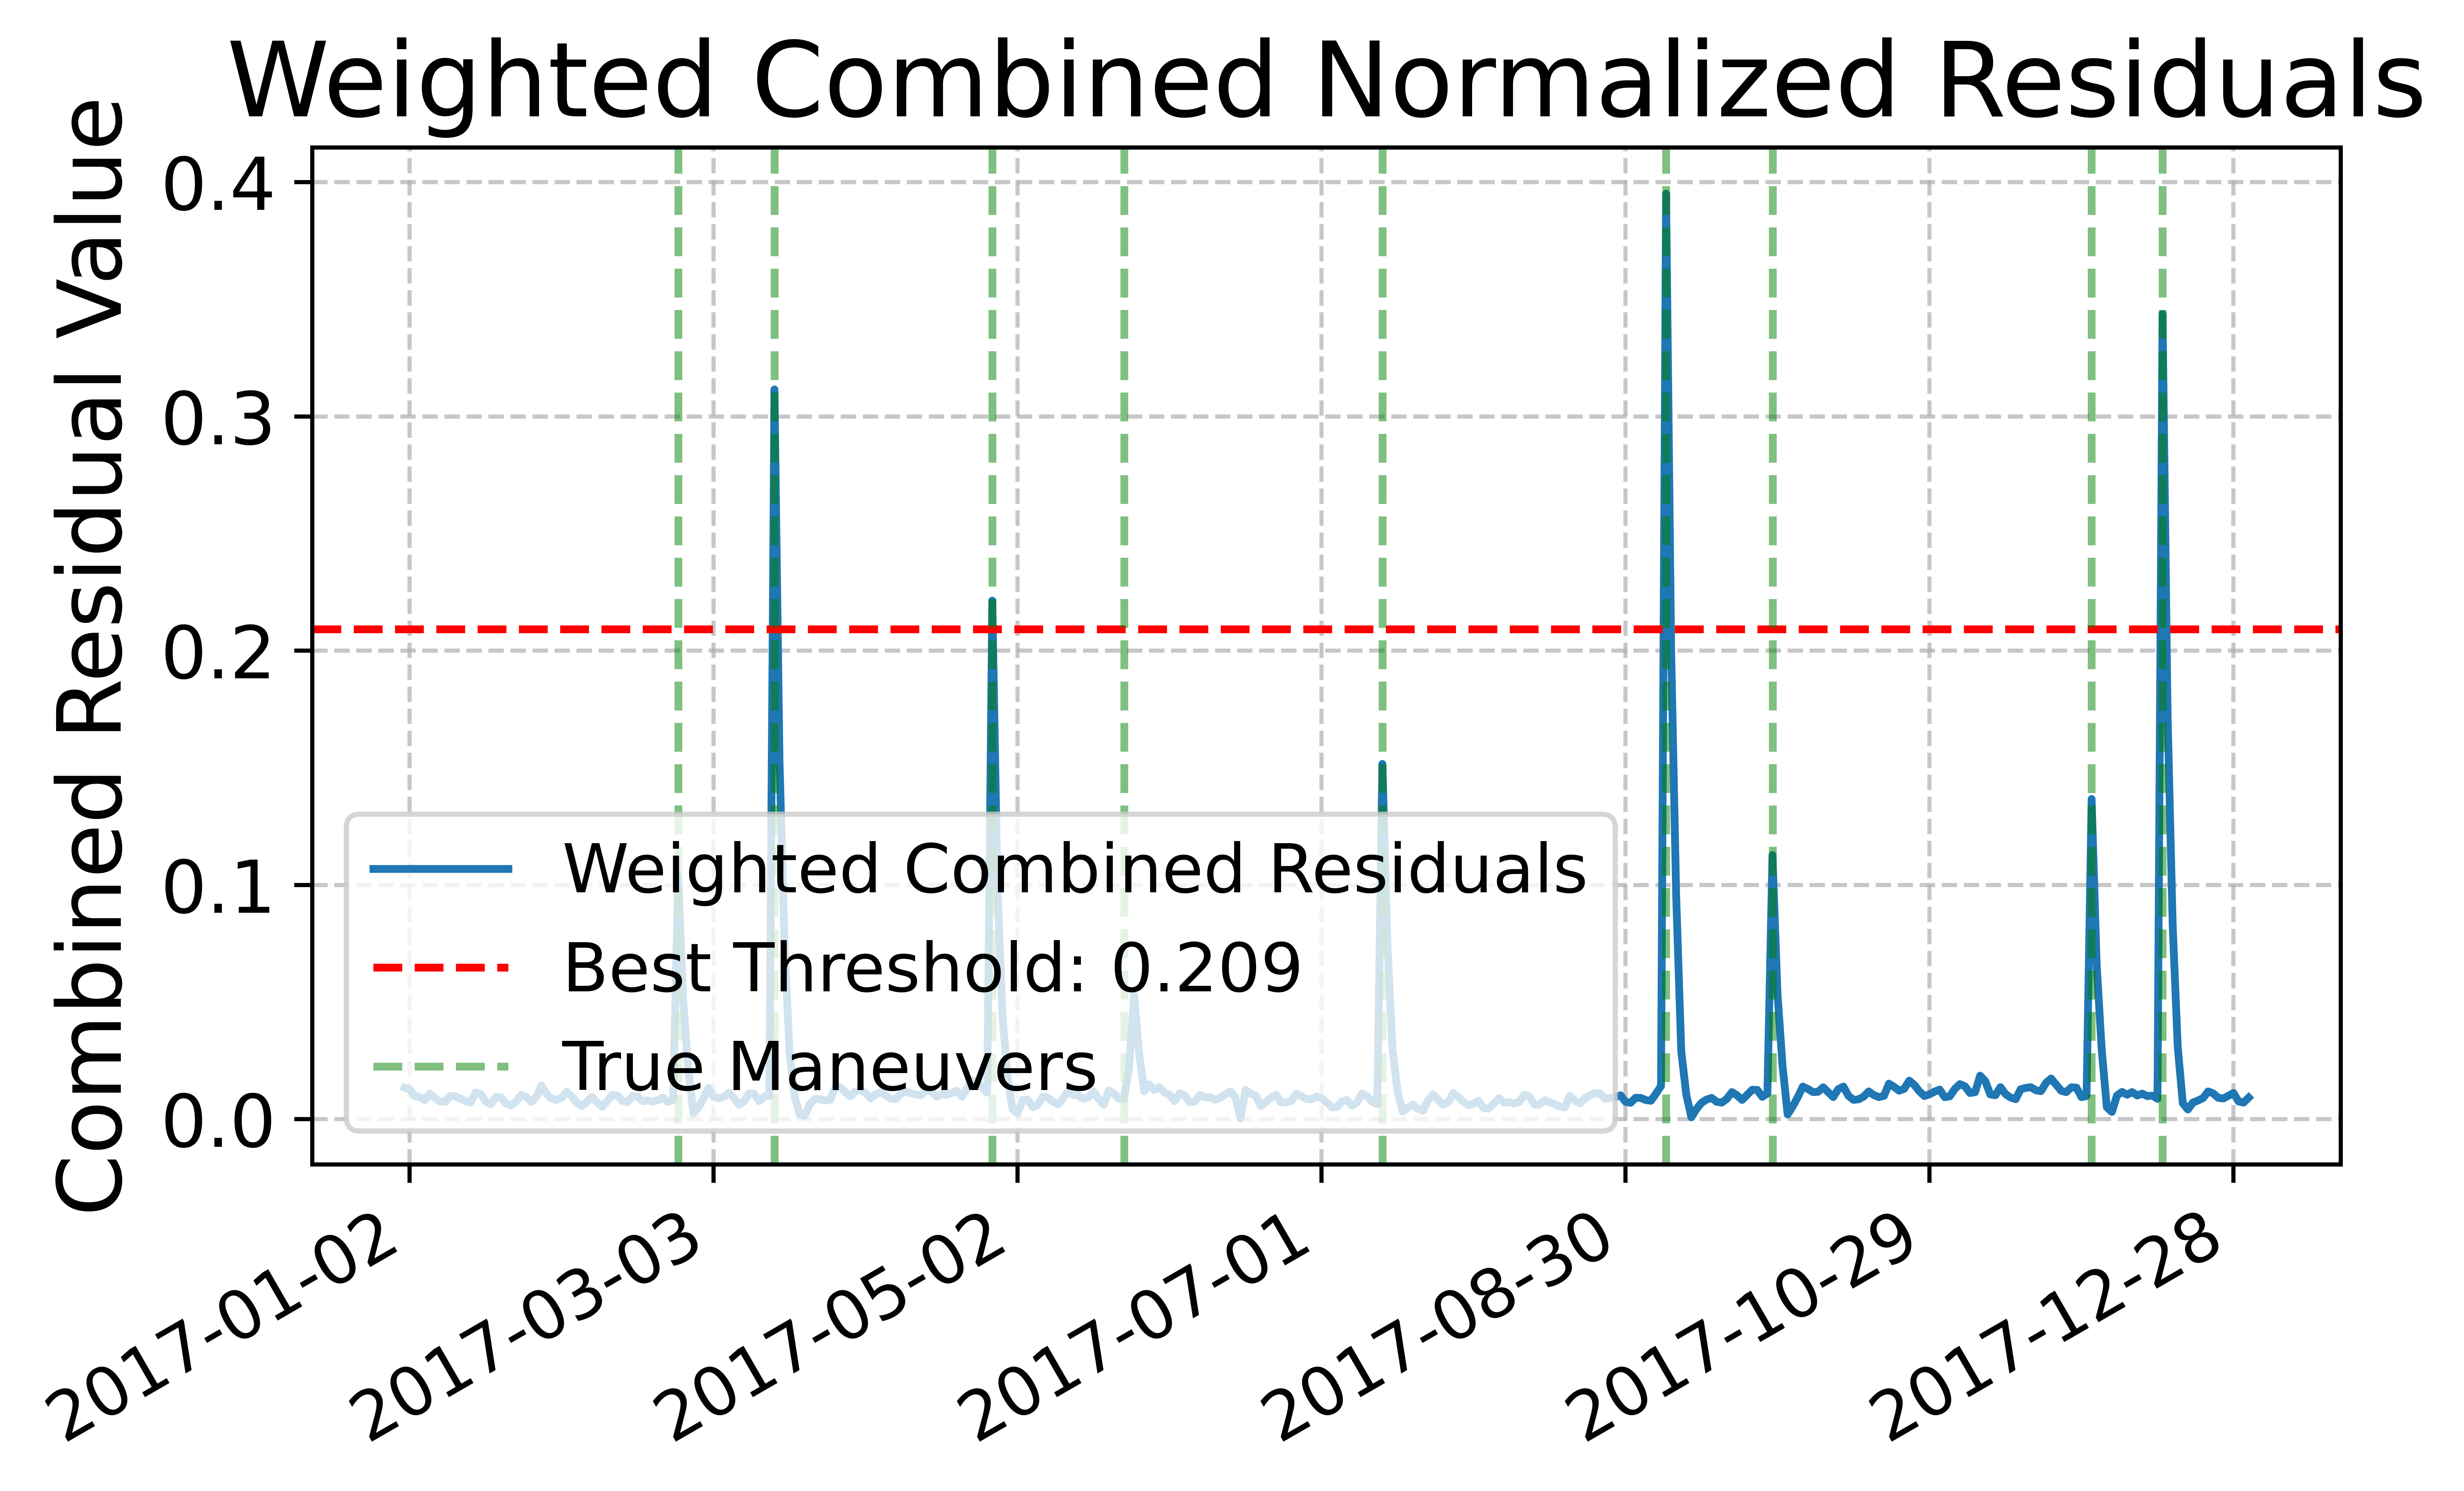 Weighted Combined Normalized Residuals
Combined Residual Value
0.4
0.3
0.2
0.1
0.0
Weighted Combined Residuals
Best Threshold: 0.209
True Maneuvers
2017-01-02
2017-03-03
2017-05-02
2017-07-01
2017-08-30
2017-10-29
2017-12-28